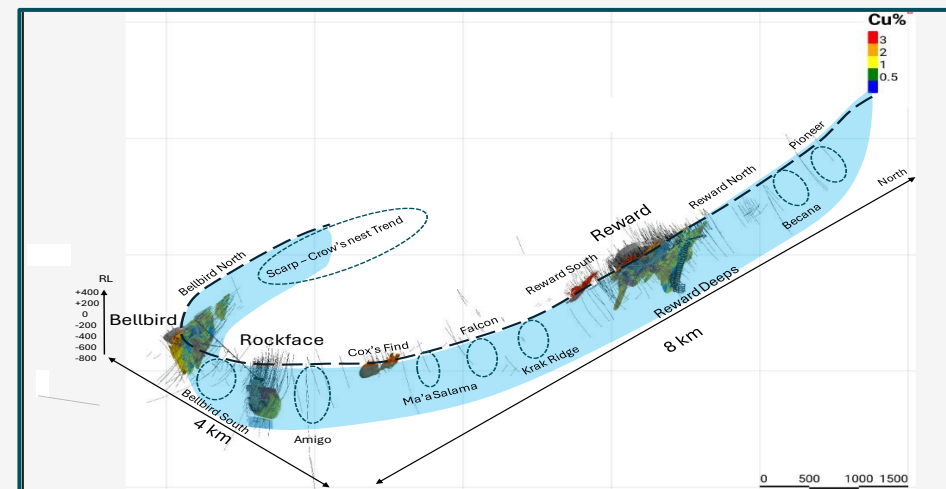 Cu%
3
2
1
0.5
Pioneer
North
Reward North
Becana
Reward
Scarp – Crow's nest Trend
Bellbird North
Reward South
Reward Deeps
RL
+400
+200
0
-200
-400
-600
-800
Bellbird
Rockface
Cox's Find
Falcon
8 km
Krak Ridge
Ma'a Salama
Bellbird South
4 km
Amigo
0 500 1000 1500